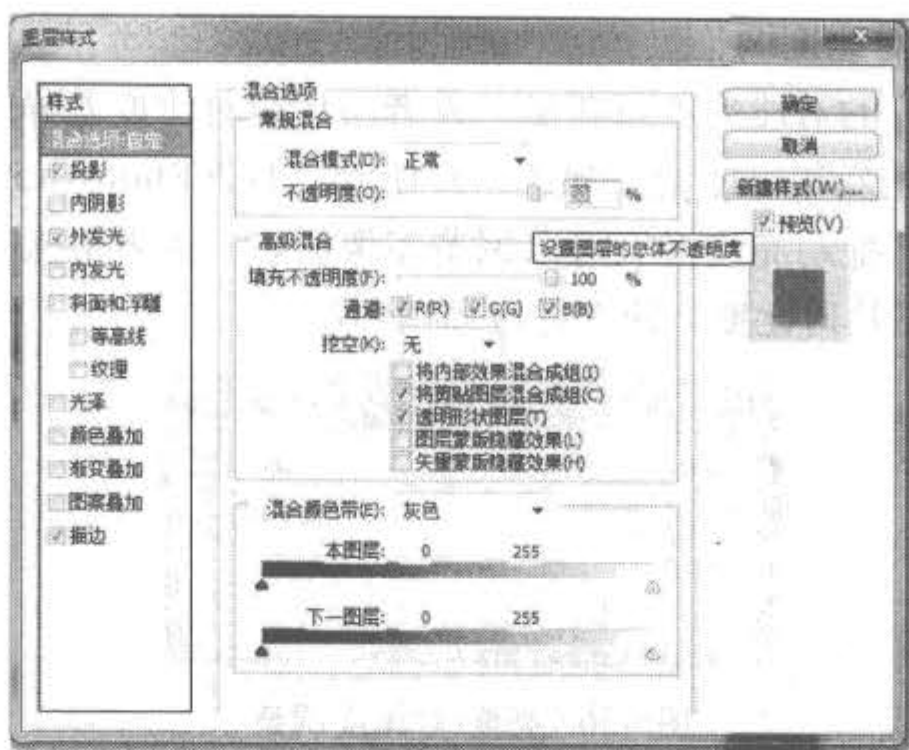 图层样式
样式
混合选项:自定
投影
内阴影
外发光
内发光
斜面和浮雕
等高线
纹理
光泽
颜色叠加
渐变叠加
图案叠加
描边
混合选项
常规混合
混合模式(D): 正常
不透明度(O): %
设置图层的总体不透明度
高级混合
填充不透明度(F): 100 %
通道: R(R) G(G) B(B)
挖空(K): 无
将内部效果混合成组(I)
将剪贴图层混合成组(C)
透明形状图层(T)
图层蒙版隐藏效果(L)
矢量蒙版隐藏效果(H)
混合颜色带(E): 灰色
本图层: 0 255
下一图层: 0 255
确定
取消
新建样式(W)...
预览(V)